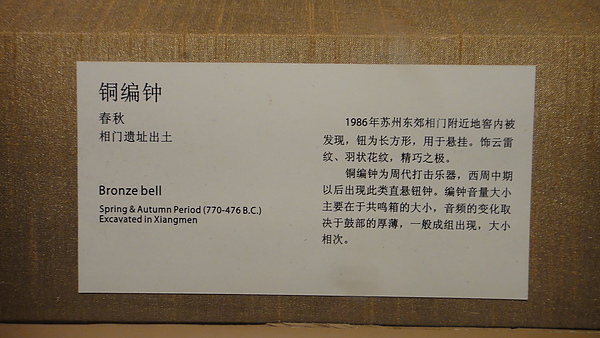 铜编钟
春秋
相门遗址出土
Bronze bell
Spring & Autumn Period (770-476 B.C.)
Excavated in Xiangmen
1986年苏州东郊相门附近地窖内被
发现，钮为长方形，用于悬挂。饰云雷
纹、羽状花纹，精巧之极。
铜编钟为周代打击乐器，西周中期
以后出现此类直悬钮钟。编钟音量大小
主要在于共鸣箱的大小，音频的变化取
决于鼓部的厚薄，一般成组出现，大小
相次。